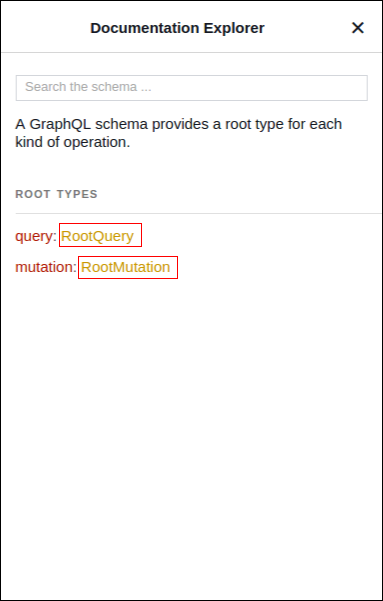 Documentation Explorer ✕
Search the schema ...
A GraphQL schema provides a root type for each
kind of operation.
ROOT TYPES
query: RootQuery
mutation: RootMutation